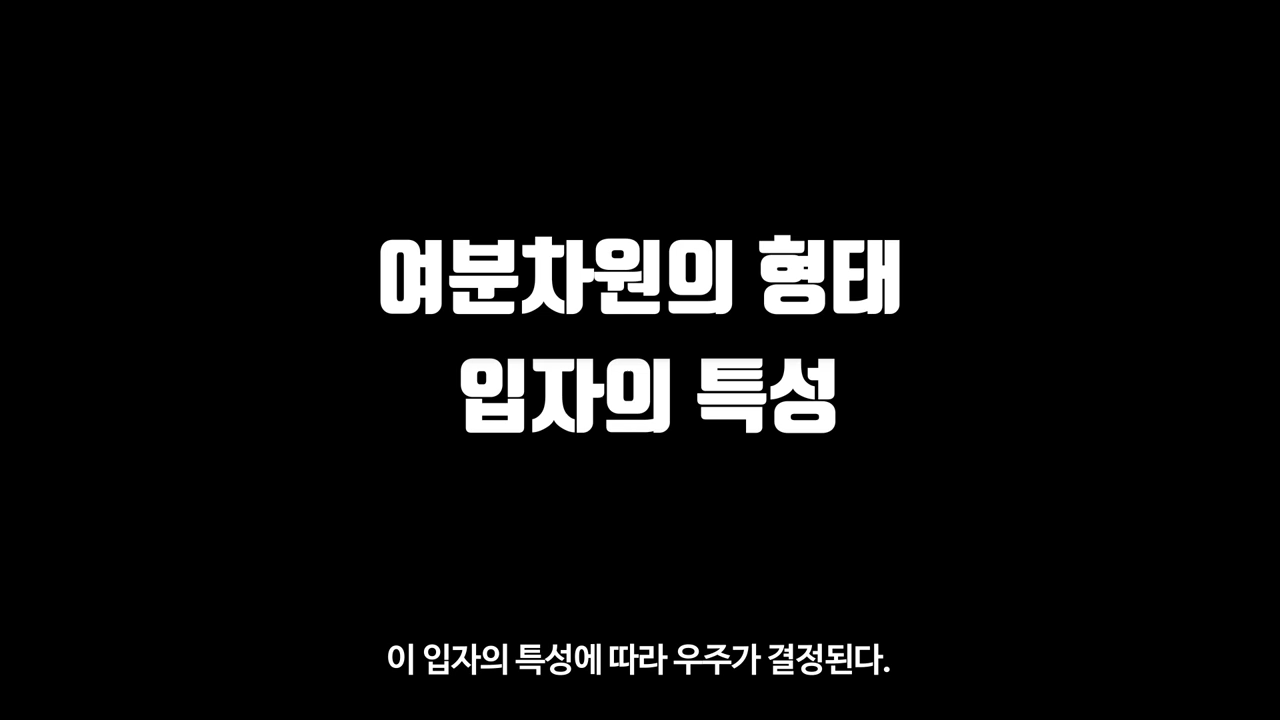 여분차원의 형태
입자의 특성
이 입자의 특성에 따라 우주가 결정된다.